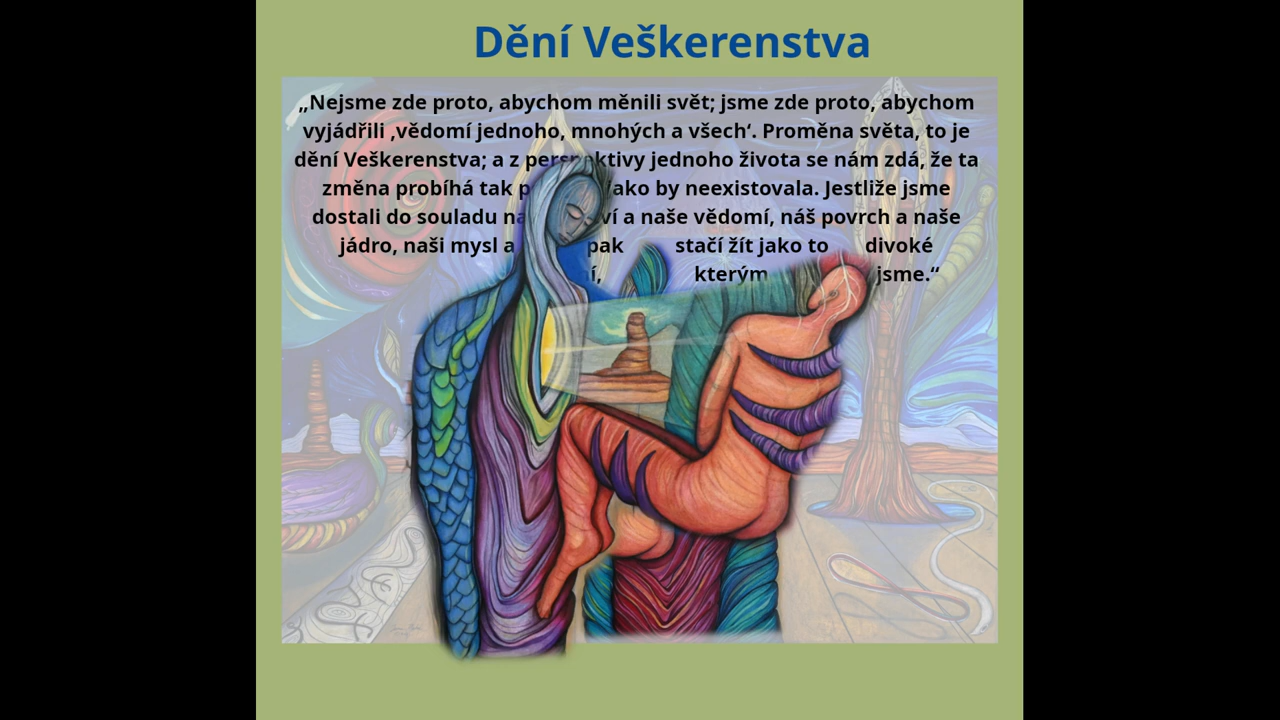 Dění Veškerenstva
„Nejsme zde proto, abychom měnili svět; jsme zde proto, abychom
vyjádřili ‚vědomí jednoho, mnohých a všech‘. Proměna světa, to je
dění Veškerenstva; a z perspektivy jednoho života se nám zdá, že ta
změna probíhá tak jako by neexistovala. Jestliže jsme
dostali do souladu a naše vědomí, náš povrch a naše
jádro, naši mysl a pak stačí žít jako to divoké
kterým jsme.“